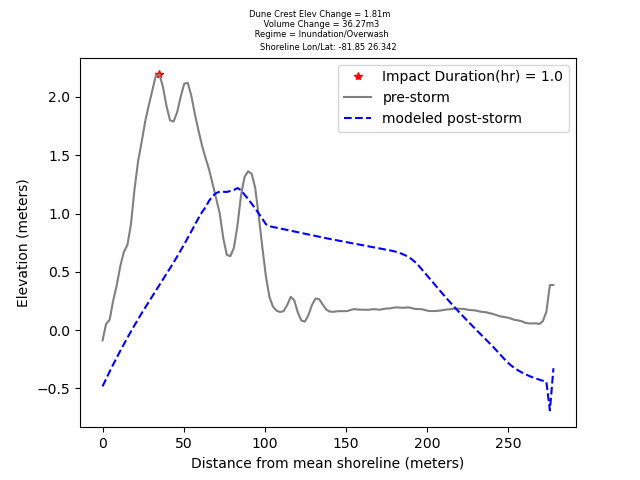 Dune Crest Elev Change = 1.81m
Volume Change = 36.27m3
Regime = Inundation/Overwash
Shoreline Lon/Lat: -81.85 26.342
Impact Duration(hr) = 1.0
pre-storm
modeled post-storm
2.0
1.5
1.0
0.5
0.0
−0.5
Elevation (meters)
0 50 100 150 200 250
Distance from mean shoreline (meters)